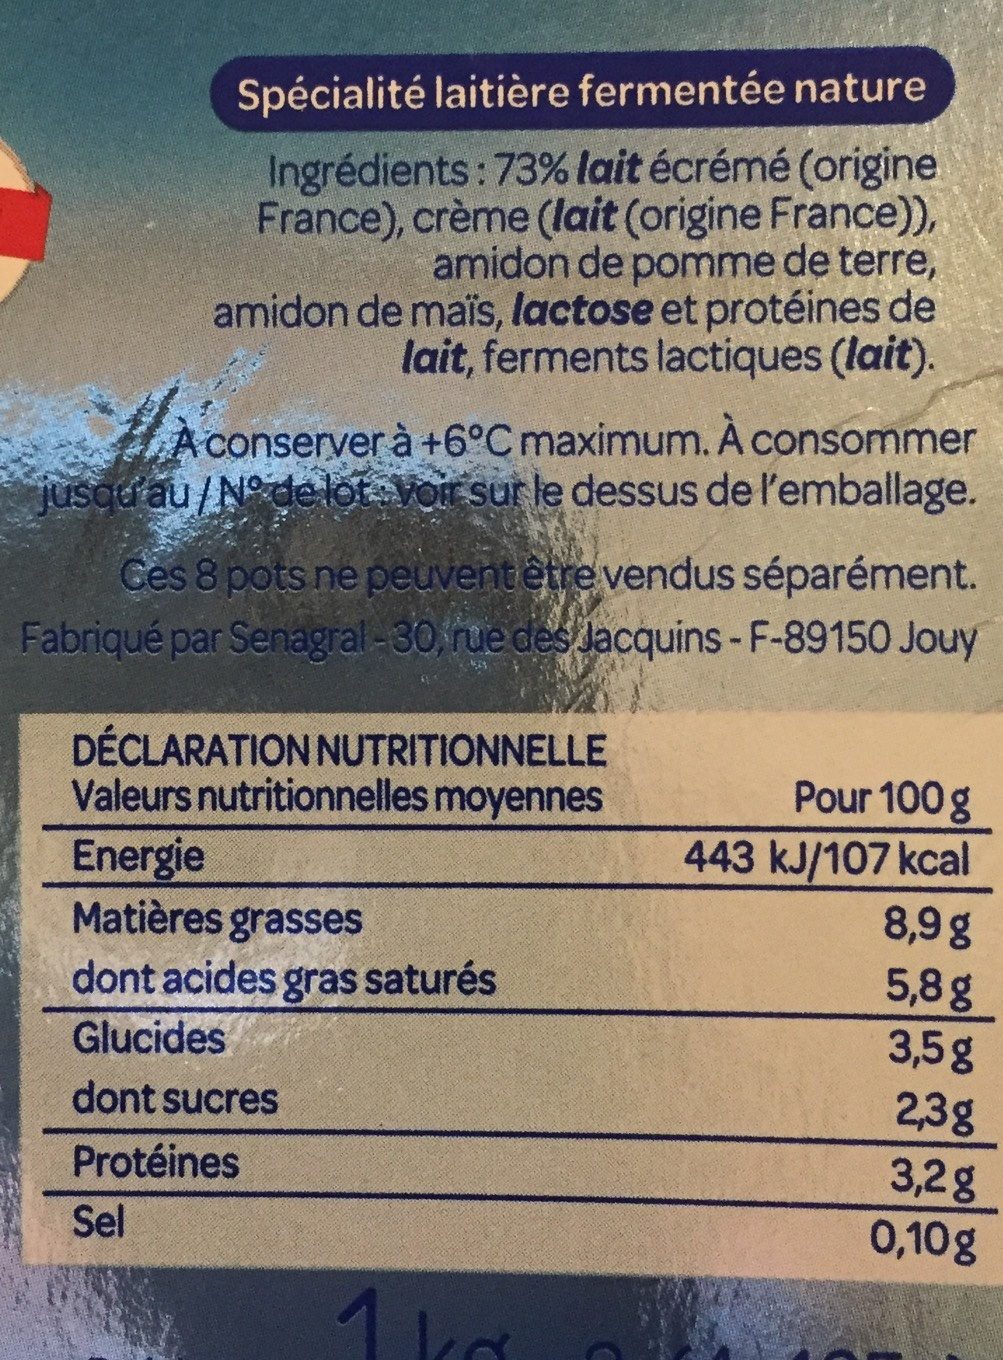 Spécialité laitière fermentée nature
Ingrédients : 73% lait écrémé (origine
France), crème (lait (origine France)),
amidon de pomme de terre,
amidon de maïs, lactose et protéines de
lait, ferments lactiques (lait).
À conserver à +6°C maximum. À consommer
jusqu'au / N° de lot : voir sur le dessus de l'emballage.
Ces 8 pots ne peuvent être vendus séparément.
Fabriqué par Senagral - 30, rue des Jacquins - F-89150 Jouy
DÉCLARATION NUTRITIONNELLE
Valeurs nutritionnelles moyennes Pour 100 g
Energie 443 kJ/107 kcal
Matières grasses 8,9 g
dont acides gras saturés 5,8 g
Glucides 3,5 g
dont sucres 2,3 g
Protéines 3,2 g
Sel 0,10 g
1 kg